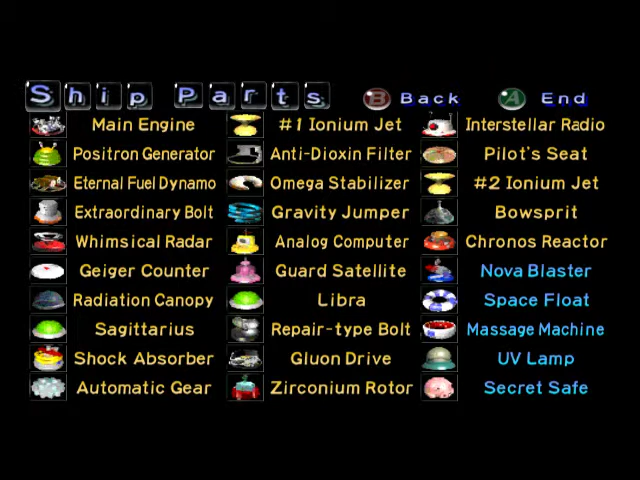 Ship Parts B Back A End
Main Engine #1 Ionium Jet Interstellar Radio
Positron Generator Anti-Dioxin Filter Pilot's Seat
Eternal Fuel Dynamo Omega Stabilizer #2 Ionium Jet
Extraordinary Bolt Gravity Jumper Bowsprit
Whimsical Radar Analog Computer Chronos Reactor
Geiger Counter Guard Satellite Nova Blaster
Radiation Canopy Libra Space Float
Sagittarius Repair-type Bolt Massage Machine
Shock Absorber Gluon Drive UV Lamp
Automatic Gear Zirconium Rotor Secret Safe